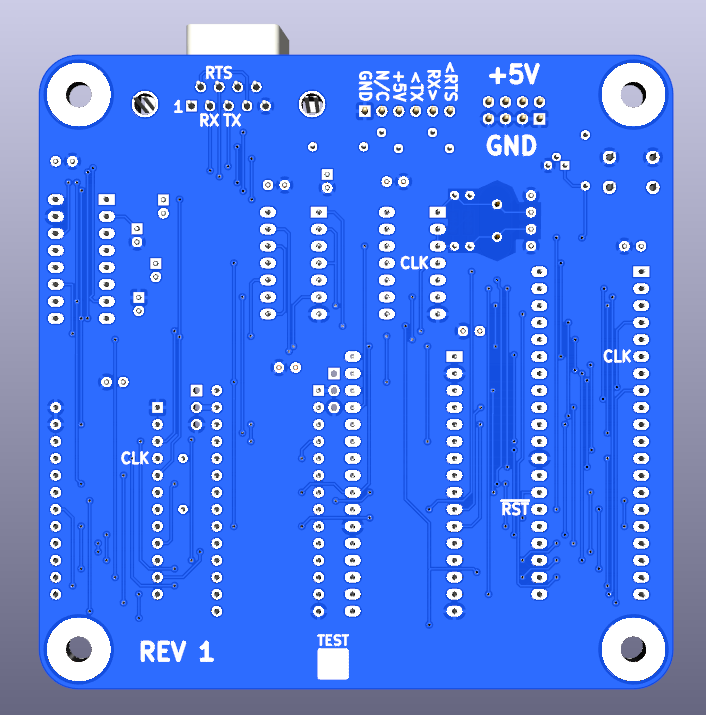 RTS
1
RX TX
GND
N/C
+5V
<TX
RX>
<RTS
+5V
GND
CLK
CLK
CLK
RST
REV 1
TEST